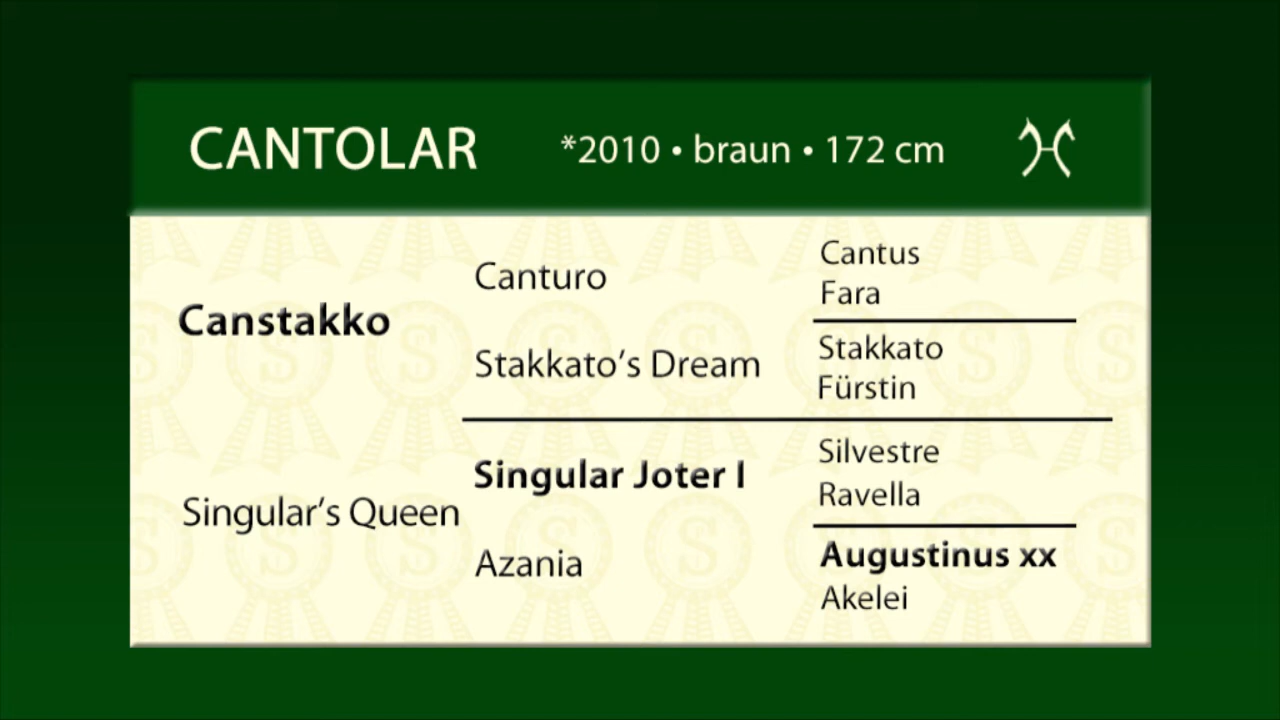 CANTOLAR *2010 • braun • 172 cm
Canstakko
Canturo
Cantus
Fara
Stakkato's Dream
Stakkato
Fürstin
Singular's Queen
Singular Joter I
Silvestre
Ravella
Azania
Augustinus xx
Akelei